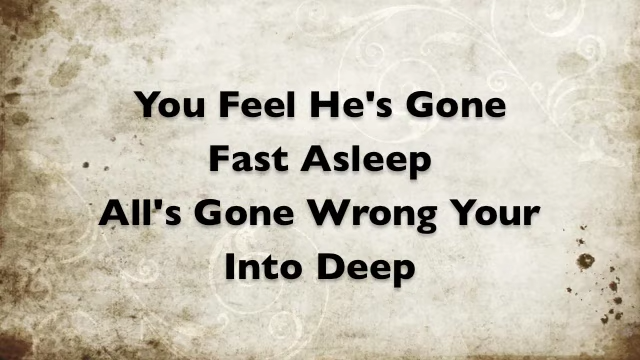 You Feel He's Gone
Fast Asleep
All's Gone Wrong Your
Into Deep